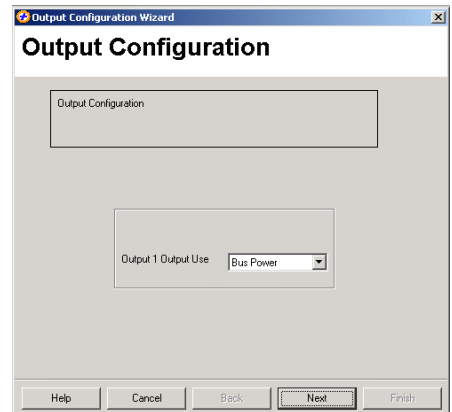 Output Configuration Wizard
Output Configuration
Output Configuration
Output 1 Output Use Bus Power
Help Cancel Back Next Finish